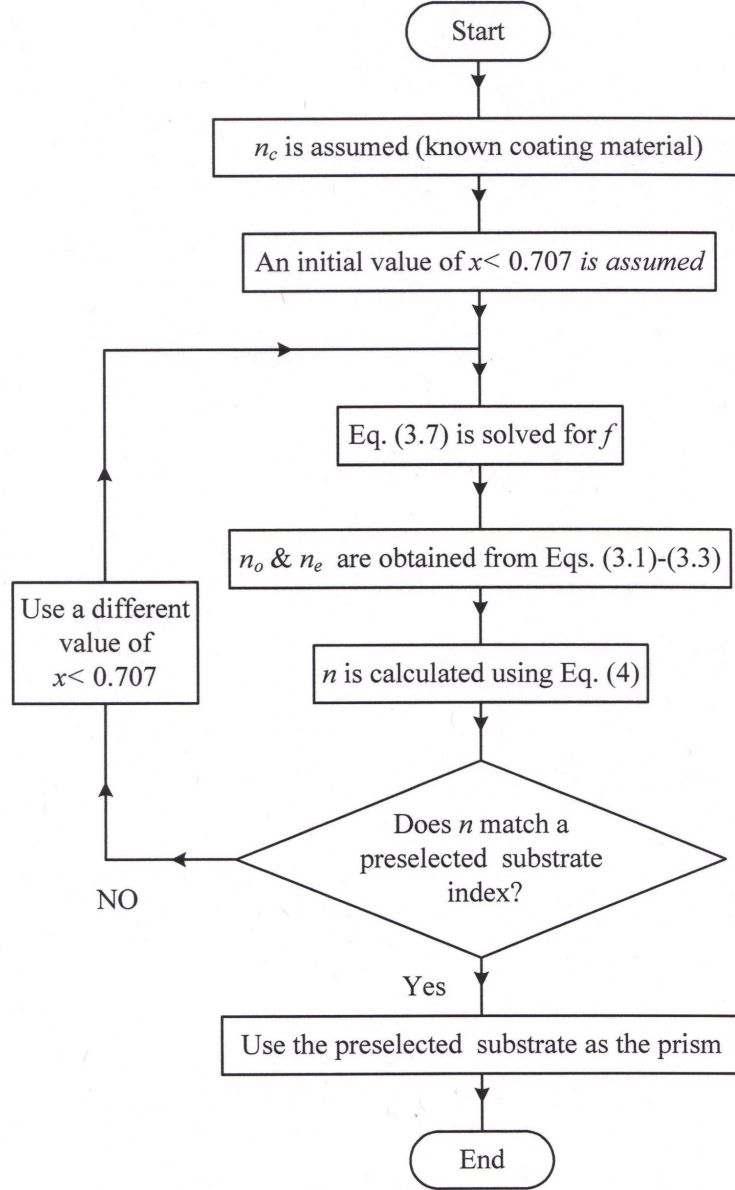 Start
n_c is assumed (known coating material)
An initial value of x< 0.707 is assumed
Eq. (3.7) is solved for f
n_o & n_e are obtained from Eqs. (3.1)-(3.3)
Use a different
value of
x< 0.707
n is calculated using Eq. (4)
Does n match a
preselected substrate
index?
NO
Yes
Use the preselected substrate as the prism
End